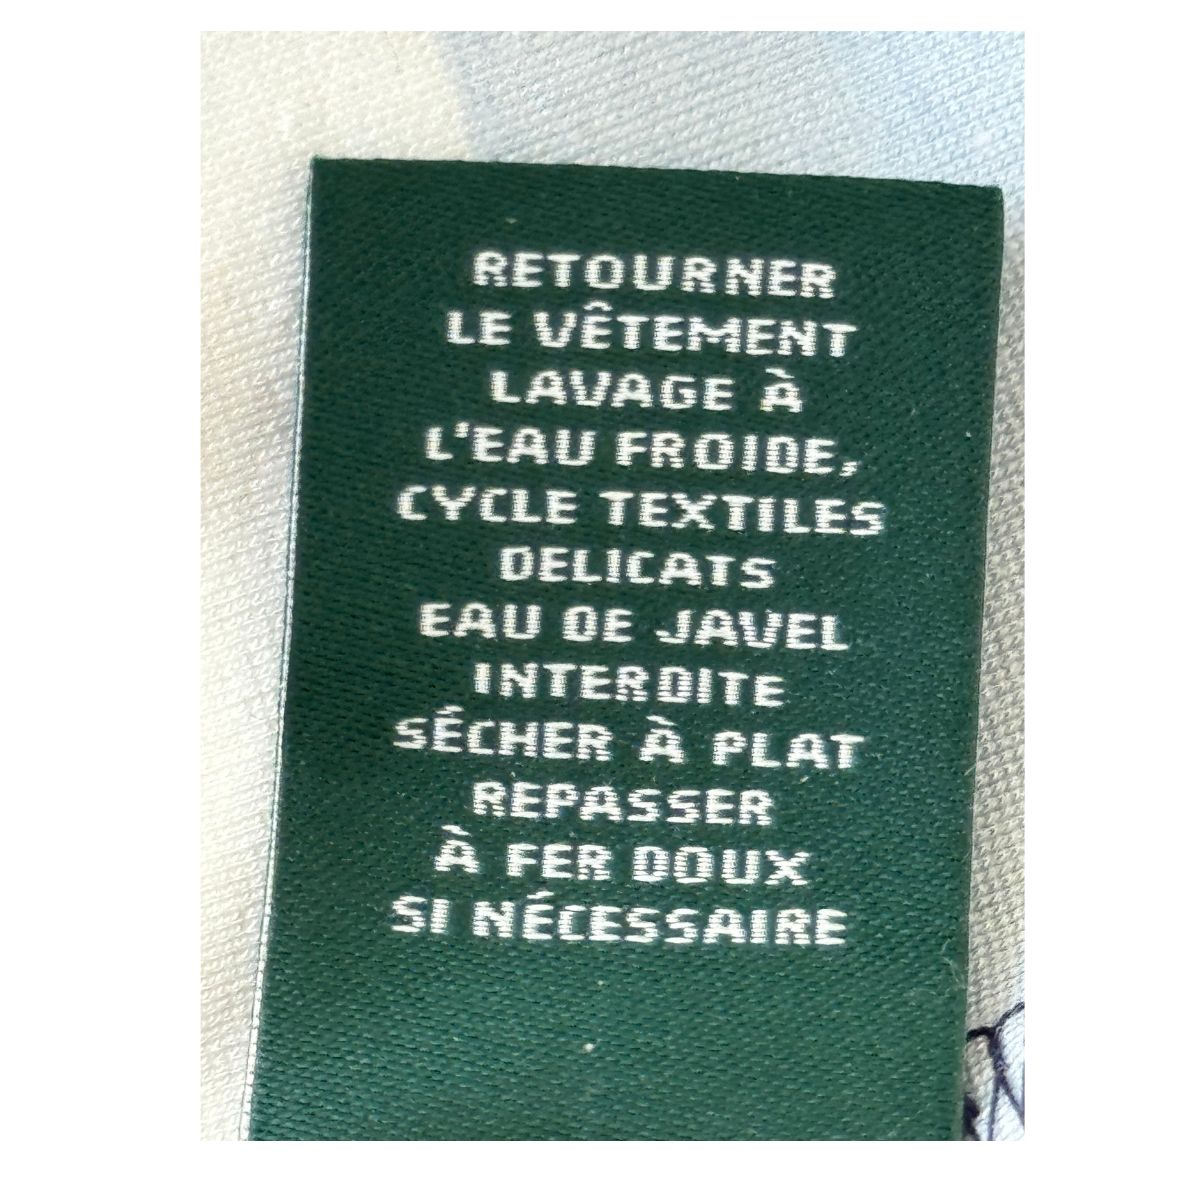 RETOURNER
LE VÊTEMENT
LAVAGE À
L'EAU FROIDE,
CYCLE TEXTILES
DELICATS
EAU DE JAVEL
INTERDITE
SÉCHER À PLAT
REPASSER
À FER DOUX
SI NÉCESSAIRE